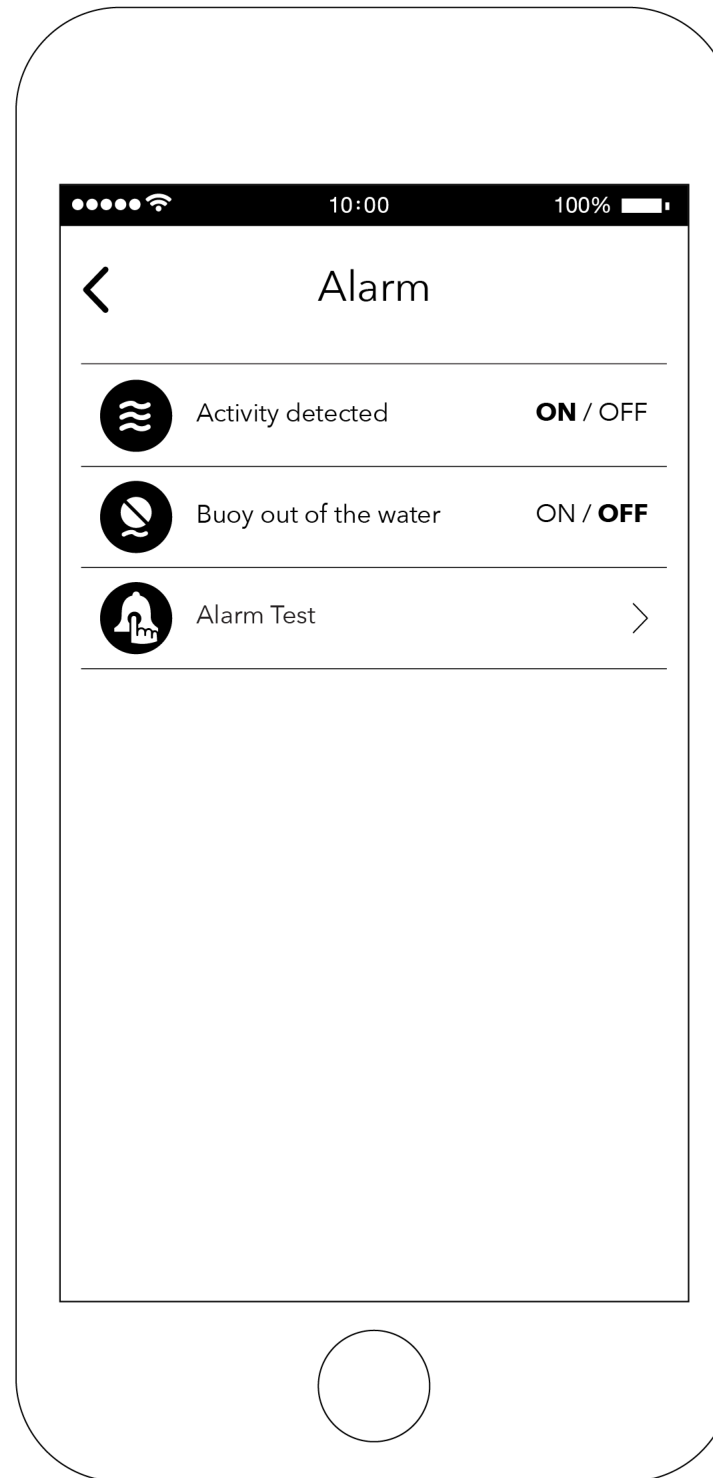 10:00 100%
Alarm
Activity detected ON / OFF
Buoy out of the water ON / OFF
Alarm Test